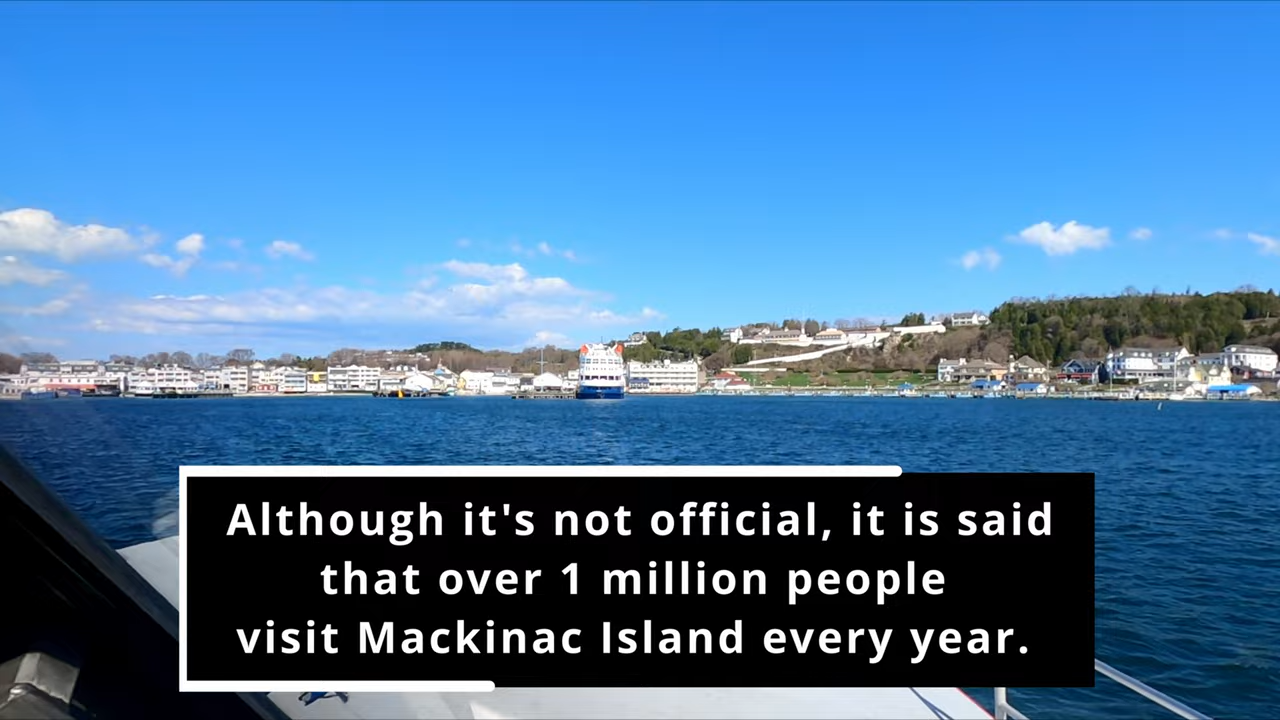 Although it's not official, it is said
that over 1 million people
visit Mackinac Island every year.